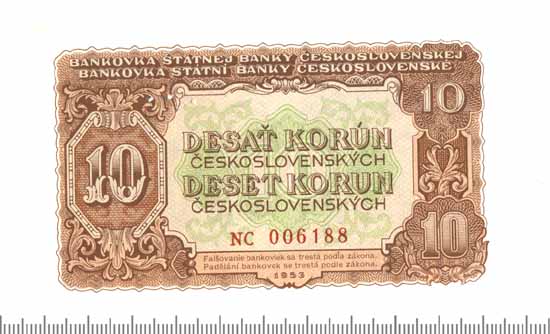 BANKOVKA ŠTÁTNEJ BANKY ČESKOSLOVENSKEJ
BANKOVKA STÁTNÍ BANKY ČESKOSLOVENSKÉ
10
10
DESAŤ KORÚN
ČESKOSLOVENSKÝCH
DESET KORUN
ČESKOSLOVENSKÝCH
10
NC 006188
Falšovanie bankoviek sa trestá podľa zákona.
Padělání bankovek se trestá podle zákona.
1953